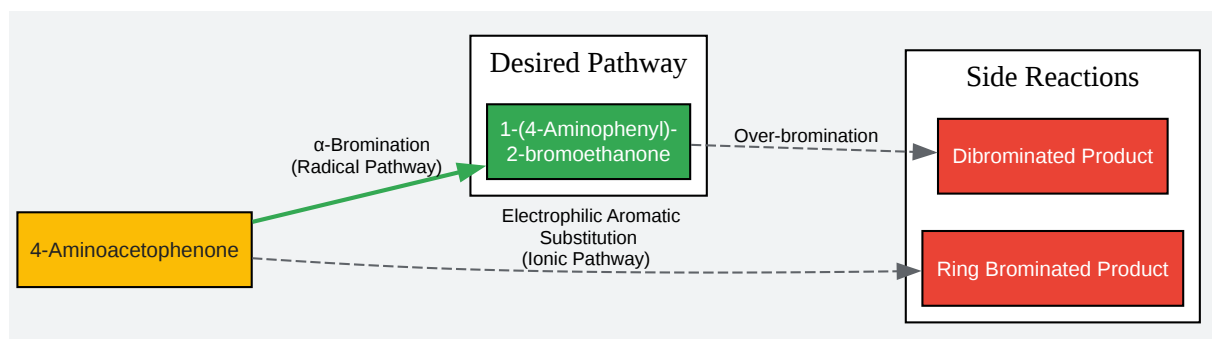 Desired Pathway
Side Reactions
α-Bromination
(Radical Pathway)
1-(4-Aminophenyl)-
2-bromoethanone
Over-bromination
Dibrominated Product
4-Aminoacetophenone
Electrophilic Aromatic
Substitution
(Ionic Pathway)
Ring Brominated Product